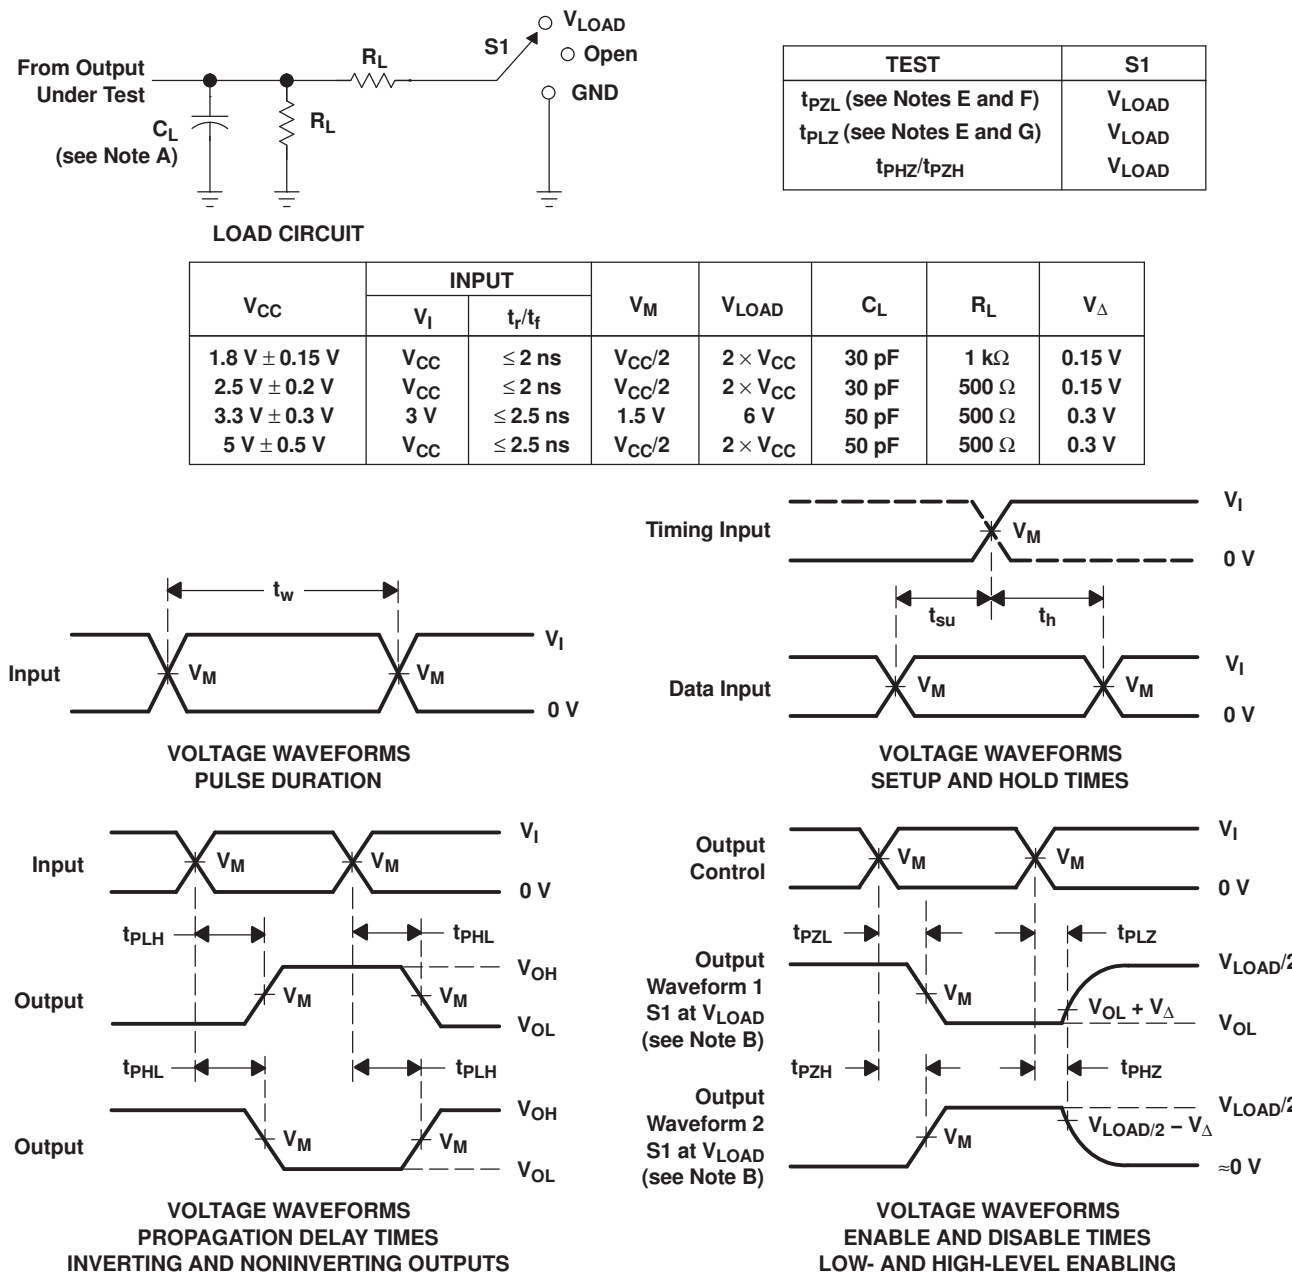 From Output
Under Test
C_L
(see Note A)
R_L
R_L
S1
V_LOAD
Open
GND
LOAD CIRCUIT
TEST S1
t_PZL (see Notes E and F) V_LOAD
t_PLZ (see Notes E and G) V_LOAD
t_PHZ/t_PZH V_LOAD
V_CC INPUT V_M V_LOAD C_L R_L V_Δ
V_I t_r/t_f
1.8 V ± 0.15 V V_CC ≤ 2 ns V_CC/2 2 × V_CC 30 pF 1 kΩ 0.15 V
2.5 V ± 0.2 V V_CC ≤ 2 ns V_CC/2 2 × V_CC 30 pF 500 Ω 0.15 V
3.3 V ± 0.3 V 3 V ≤ 2.5 ns 1.5 V 6 V 50 pF 500 Ω 0.3 V
5 V ± 0.5 V V_CC ≤ 2.5 ns V_CC/2 2 × V_CC 50 pF 500 Ω 0.3 V
t_w
Input
V_M
V_M
V_I
0 V
VOLTAGE WAVEFORMS
PULSE DURATION
Timing Input
V_M
V_I
0 V
t_su
t_h
Data Input
V_M
V_M
V_I
0 V
VOLTAGE WAVEFORMS
SETUP AND HOLD TIMES
Input
V_M
V_M
V_I
0 V
t_PLH
t_PHL
Output
V_M
V_M
V_OH
V_OL
t_PHL
t_PLH
Output
V_M
V_M
V_OH
V_OL
VOLTAGE WAVEFORMS
PROPAGATION DELAY TIMES
INVERTING AND NONINVERTING OUTPUTS
Output
Control
V_M
V_M
V_I
0 V
t_PZL
t_PLZ
Output
Waveform 1
S1 at V_LOAD
(see Note B)
V_M
V_OL + V_Δ
V_LOAD/2
V_OL
t_PZH
t_PHZ
Output
Waveform 2
S1 at V_LOAD
(see Note B)
V_M
V_LOAD/2 − V_Δ
V_LOAD/2
≈0 V
VOLTAGE WAVEFORMS
ENABLE AND DISABLE TIMES
LOW- AND HIGH-LEVEL ENABLING